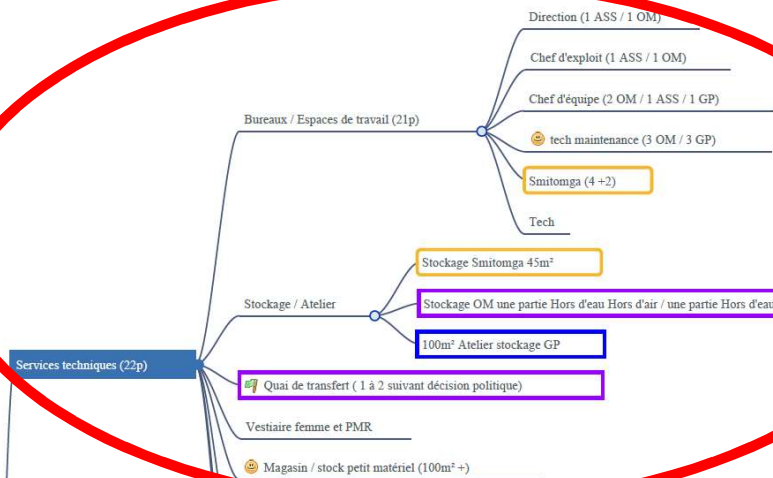 Direction (1 ASS / 1 OM)
Chef d'exploit (1 ASS / 1 OM)
Chef d'équipe (2 OM / 1 ASS / 1 GP)
Bureaux / Espaces de travail (21p)
tech maintenance (3 OM / 3 GP)
Smitomga (4 +2)
Tech
Stockage Smitomga 45m²
Stockage / Atelier
Stockage OM une partie Hors d'eau Hors d'air / une partie Hors d'eau
100m² Atelier stockage GP
Services techniques (22p)
Quai de transfert ( 1 à 2 suivant décision politique)
Vestiaire femme et PMR
Magasin / stock petit matériel (100m² +)